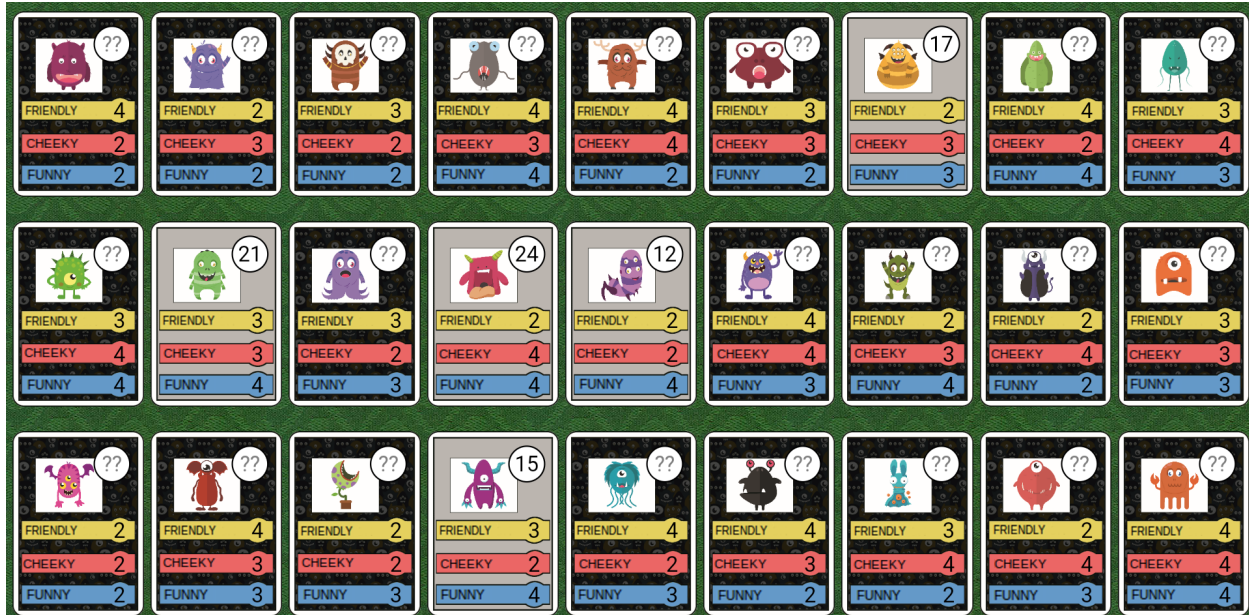 ?? ?? ?? ?? ?? ?? 17 ?? ??
FRIENDLY 4 FRIENDLY 2 FRIENDLY 3 FRIENDLY 4 FRIENDLY 2 FRIENDLY 3 FRIENDLY 2 FRIENDLY 4 FRIENDLY 3
CHEEKY 2 CHEEKY 3 CHEEKY 2 CHEEKY 3 CHEEKY 4 CHEEKY 3 CHEEKY 3 CHEEKY 2 CHEEKY 4
FUNNY 2 FUNNY 2 FUNNY 2 FUNNY 4 FUNNY 2 FUNNY 2 FUNNY 3 FUNNY 4 FUNNY 3
?? 21 ?? 24 12 ?? ?? ?? ??
FRIENDLY 3 FRIENDLY 3 FRIENDLY 3 FRIENDLY 2 FRIENDLY 2 FRIENDLY 4 FRIENDLY 2 FRIENDLY 2 FRIENDLY 3
CHEEKY 4 CHEEKY 3 CHEEKY 2 CHEEKY 4 CHEEKY 2 CHEEKY 4 CHEEKY 3 CHEEKY 4 CHEEKY 3
FUNNY 4 FUNNY 4 FUNNY 3 FUNNY 4 FUNNY 4 FUNNY 3 FUNNY 4 FUNNY 2 FUNNY 3
?? ?? ?? 15 ?? ?? ?? ?? ??
FRIENDLY 2 FRIENDLY 4 FRIENDLY 2 FRIENDLY 3 FRIENDLY 4 FRIENDLY 4 FRIENDLY 3 FRIENDLY 2 FRIENDLY 4
CHEEKY 2 CHEEKY 3 CHEEKY 2 CHEEKY 2 CHEEKY 2 CHEEKY 2 CHEEKY 4 CHEEKY 4 CHEEKY 4
FUNNY 2 FUNNY 3 FUNNY 3 FUNNY 4 FUNNY 3 FUNNY 2 FUNNY 2 FUNNY 3 FUNNY 4